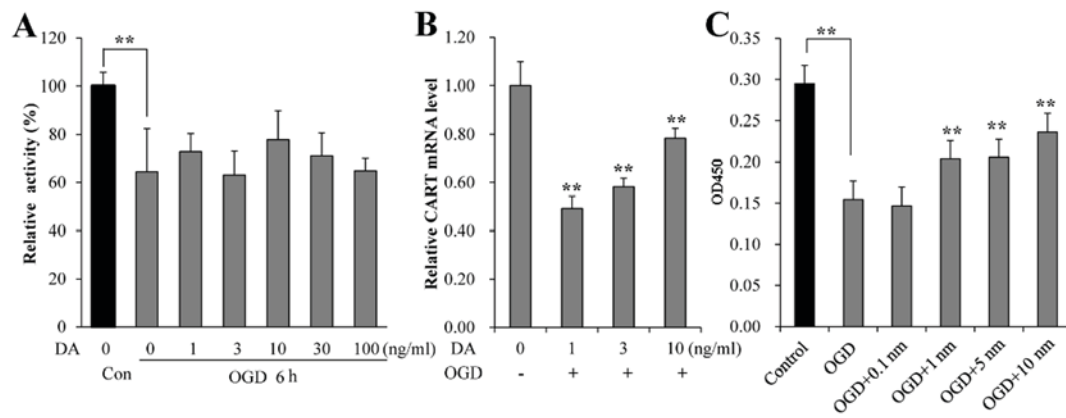 A
**
Relative activity (%)
120
100
80
60
40
20
0
DA 0 0 1 3 10 30 100 (ng/ml)
Con OGD 6 h
B
Relative CART mRNA level
1.20
1.00
0.80
0.60
0.40
0.20
0.00
** ** **
DA 0 1 3 10 (ng/ml)
OGD - + + +
C
OD450
0.35
0.30
0.25
0.20
0.15
0.10
0.05
0.00
** ** ** **
Control
OGD
OGD+0.1 nm
OGD+1 nm
OGD+5 nm
OGD+10 nm